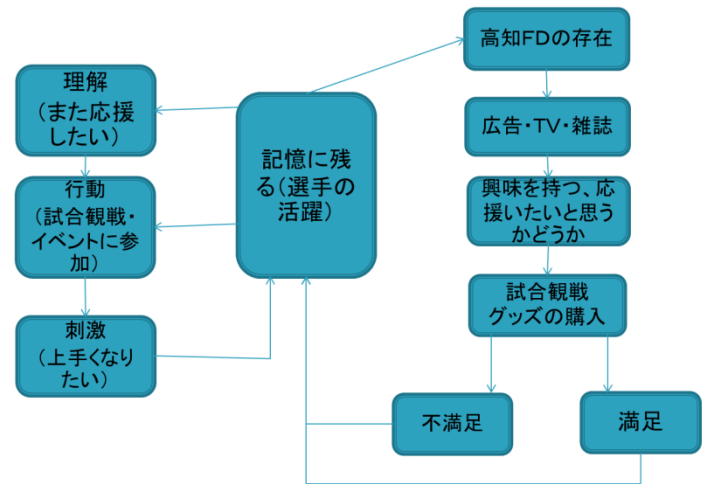 高知FDの存在
理解
(また応援
したい)
広告・TV・雑誌
記憶に残
る(選手の
活躍)
行動
(試合観戦・
イベントに参
加)
興味を持つ、応
援いたいと思う
かどうか
試合観戦
グッズの購入
刺激
(上手くなり
たい)
不満足
満足